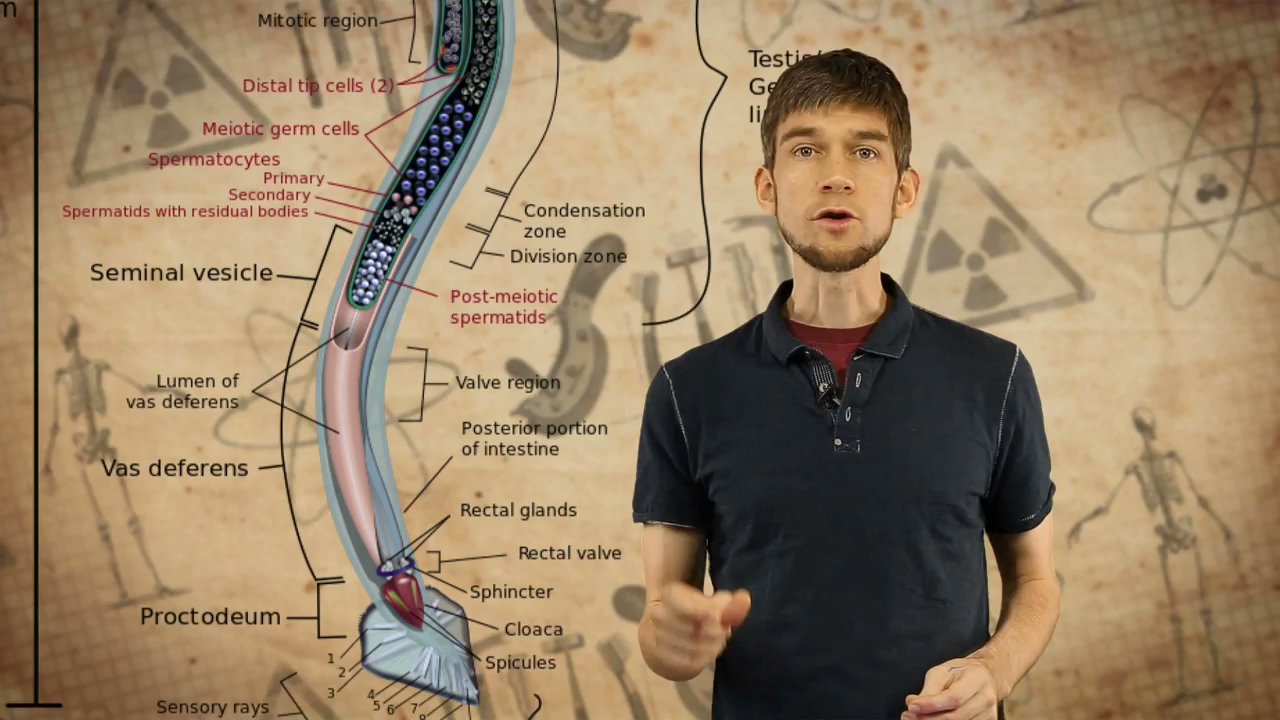 m
Mitotic region
Distal tip cells (2)
Meiotic germ cells
Spermatocytes
Primary
Secondary
Spermatids with residual bodies
Seminal vesicle
Lumen of
vas deferens
Vas deferens
Proctodeum
1
2
3
4
5
6
7
8
Sensory rays
Condensation
zone
Division zone
Post-meiotic
spermatids
Valve region
Posterior portion
of intestine
Rectal glands
Rectal valve
Sphincter
Cloaca
Spicules
Testis